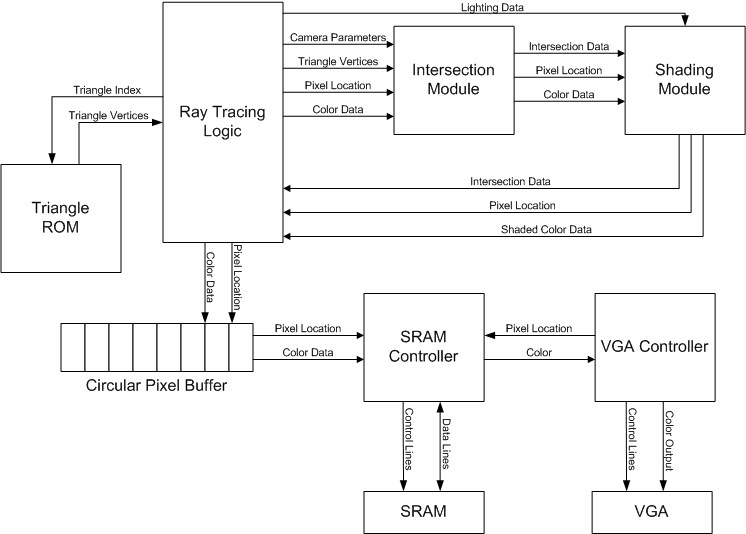 Lighting Data
Camera Parameters
Triangle Vertices
Pixel Location
Color Data
Ray Tracing
Logic
Intersection
Module
Intersection Data
Pixel Location
Color Data
Shading
Module
Triangle Index
Triangle Vertices
Triangle
ROM
Intersection Data
Pixel Location
Shaded Color Data
Color Data
Pixel Location
Circular Pixel Buffer
Pixel Location
Color Data
SRAM
Controller
Pixel Location
Color
VGA Controller
Control Lines
Data Lines
Control Lines
Color Output
SRAM
VGA